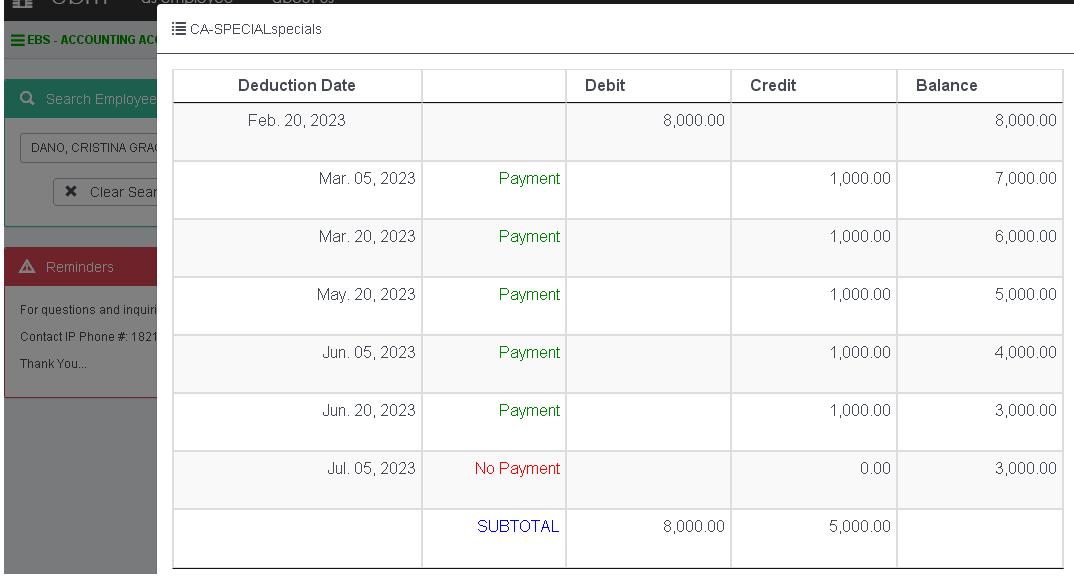 CA-SPECIALspecials
EBS - ACCOUNTING
Search Employee
DANO, CRISTINA
Clear
Reminders
For questions and
Contact IP Phone #: 1821
Thank You...
Deduction Date Debit Credit Balance
Feb. 20, 2023 8,000.00 8,000.00
Mar. 05, 2023 Payment 1,000.00 7,000.00
Mar. 20, 2023 Payment 1,000.00 6,000.00
May. 20, 2023 Payment 1,000.00 5,000.00
Jun. 05, 2023 Payment 1,000.00 4,000.00
Jun. 20, 2023 Payment 1,000.00 3,000.00
Jul. 05, 2023 No Payment 0.00 3,000.00
SUBTOTAL 8,000.00 5,000.00